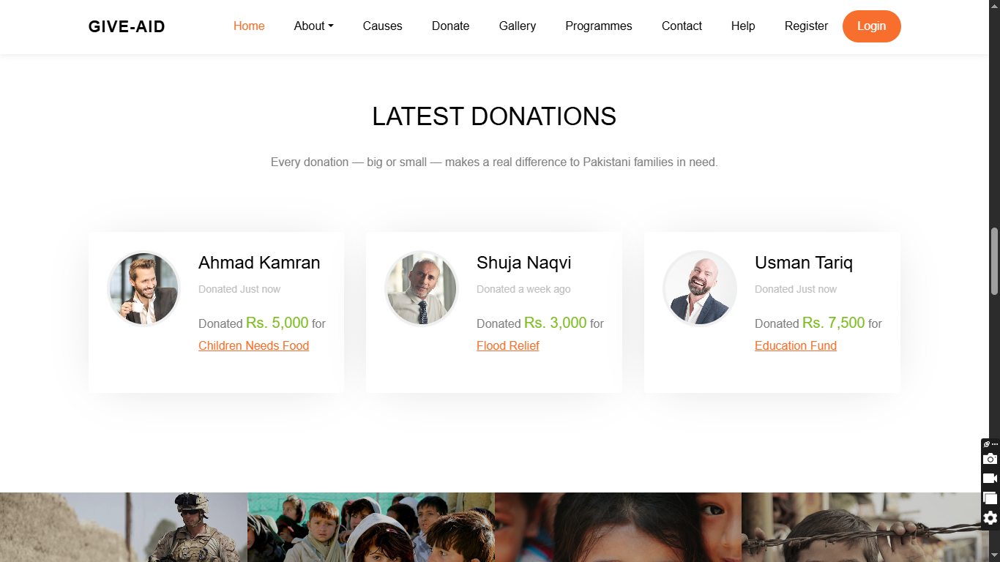 GIVE-AID Home About Causes Donate Gallery Programmes Contact Help Register Login
LATEST DONATIONS
Every donation — big or small — makes a real difference to Pakistani families in need.
Ahmad Kamran
Donated Just now
Donated Rs. 5,000 for
Children Needs Food
Shuja Naqvi
Donated a week ago
Donated Rs. 3,000 for
Flood Relief
Usman Tariq
Donated Just now
Donated Rs. 7,500 for
Education Fund